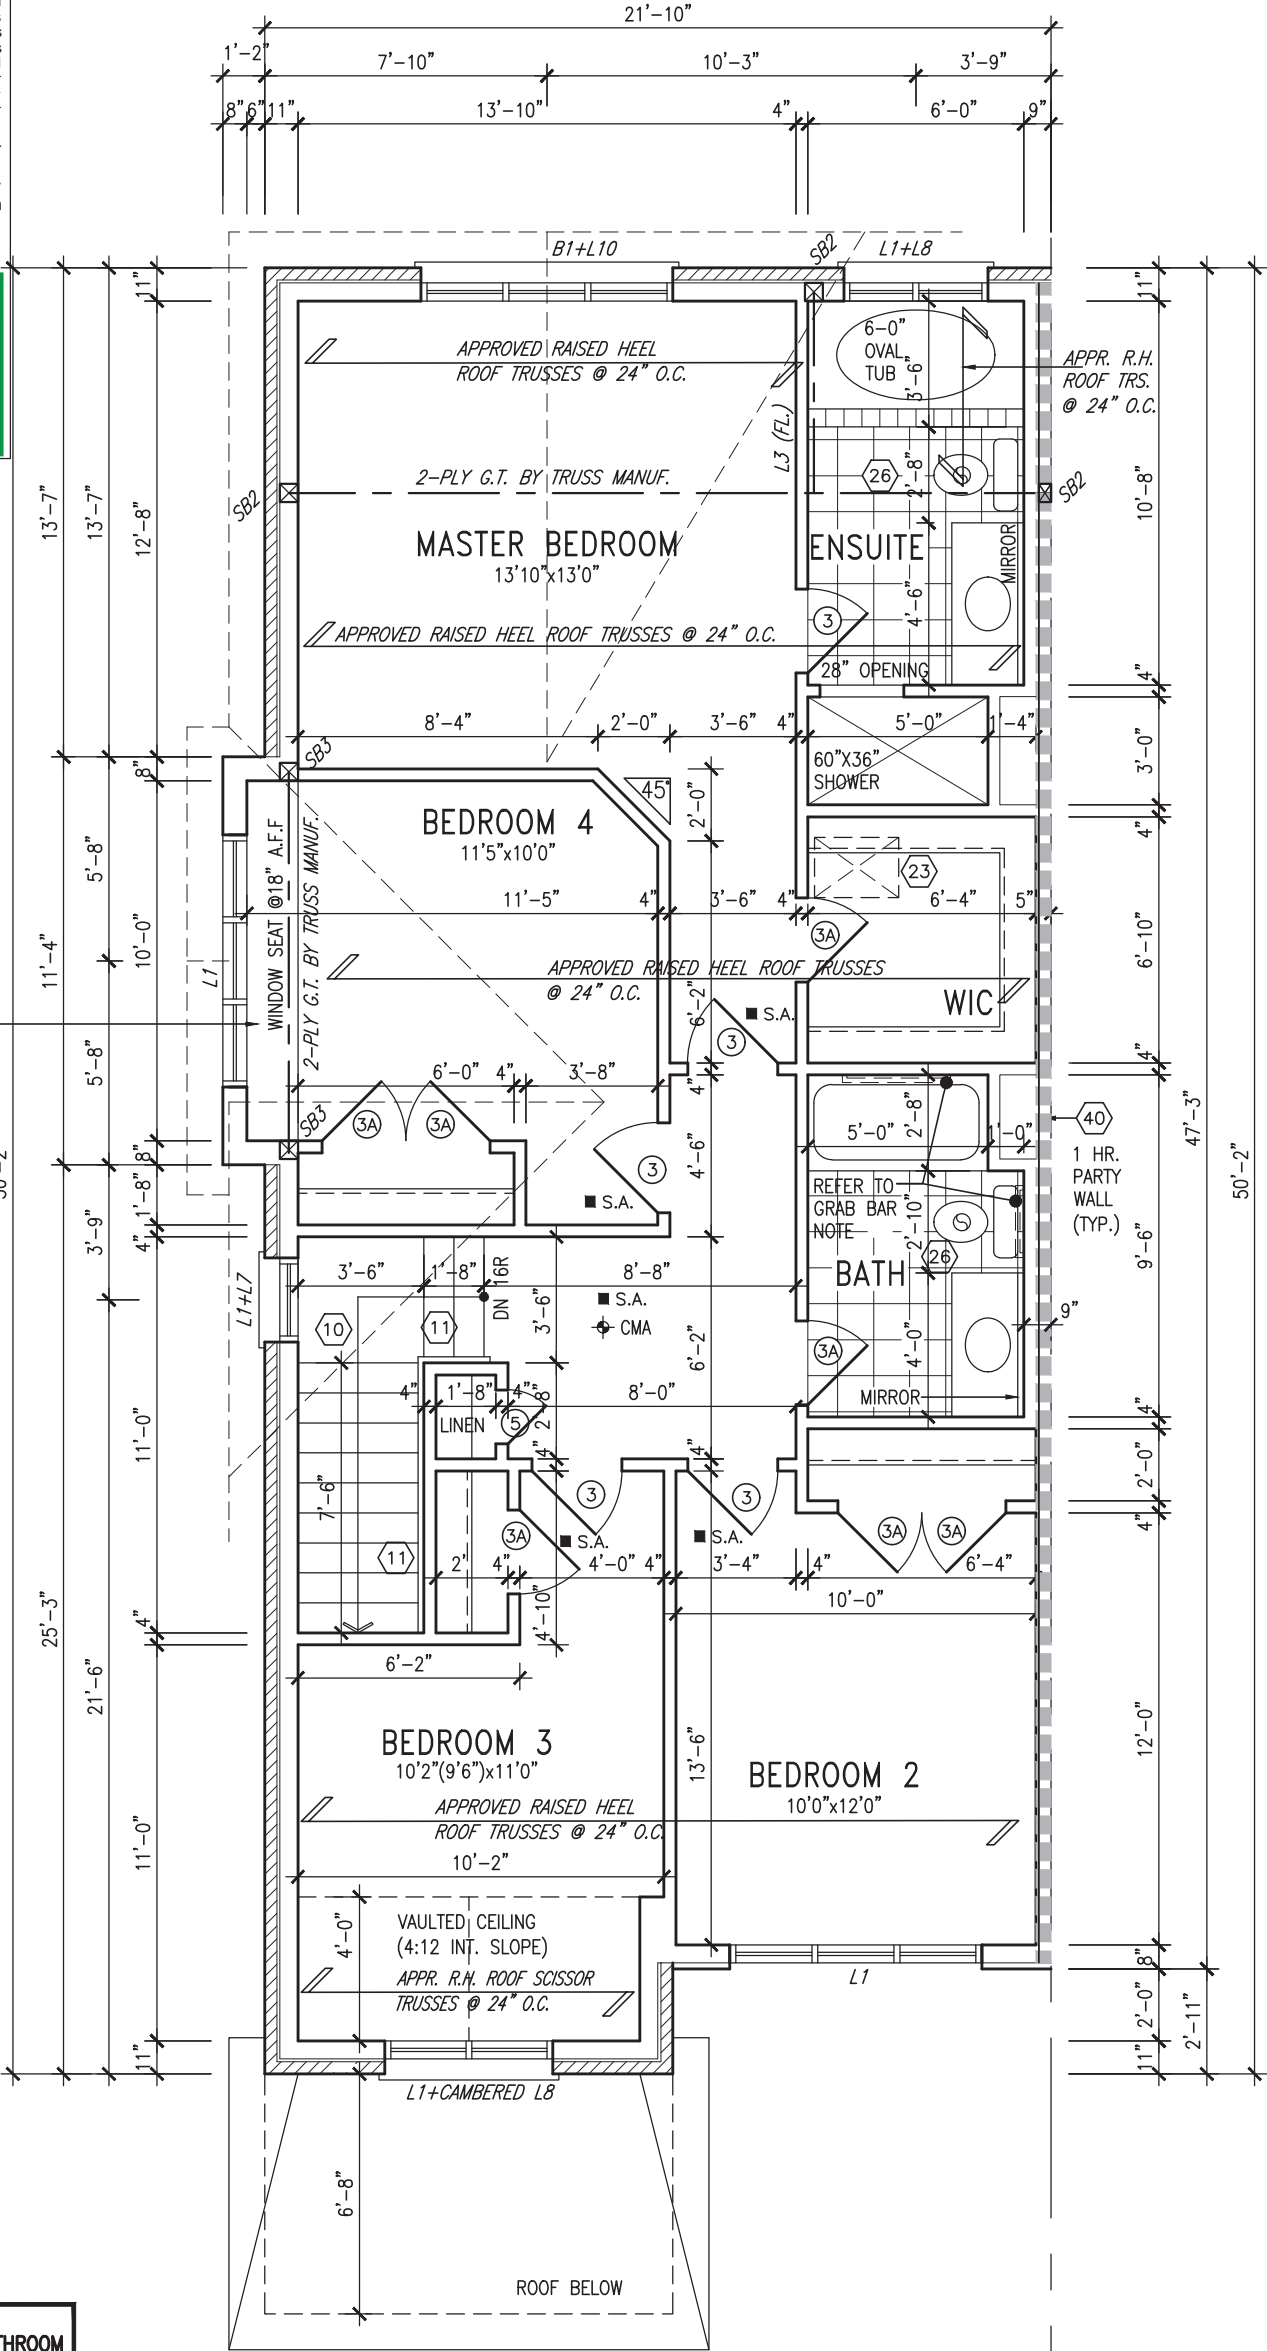 21'-10"
1'-2"
7'-10"
10'-3"
3'-9"
8" 6" 11"
13'-10"
4"
6'-0"
9"
B1+L10
SB2
L1+L8
11"
11"
6-0"
OVAL
TUB
3'-6"
APPROVED RAISED HEEL
ROOF TRUSSES @ 24" O.C.
APPR. R.H.
ROOF TRS.
@ 24" O.C.
L3 (FL.)
2-PLY G.T. BY TRUSS MANUF.
26
2'-8"
SB2
SB2
13'-7"
13'-7"
12'-8"
10'-8"
MASTER BEDROOM
13'10"x13'0"
ENSUITE
MIRROR
4'-6"
3
APPROVED RAISED HEEL ROOF TRUSSES @ 24" O.C.
28" OPENING
4"
8'-4"
2'-0"
3'-6"
4"
5'-0"
1'-4"
3'-0"
SB3
8"
60"X36"
SHOWER
45°
2'-0"
4"
BEDROOM 4
11'5"x10'0"
5'-8"
WINDOW SEAT @18" A.F.F
2-PLY G.T. BY TRUSS MANUF.
23
11'-5"
4"
3'-6"
4"
6'-4"
5"
3A
11'-4"
10'-0"
L1
APPROVED RAISED HEEL ROOF TRUSSES
@ 24" O.C.
6'-10"
6'-2"
WIC
S.A.
3
5'-8"
6'-0"
4"
3'-8"
4"
4"
2'-8"
47'-3"
50'-2"
SB3
3A
3A
5'-0"
1'-0"
40
1 HR.
PARTY
WALL
(TYP.)
8"
3
4'-6"
REFER TO
GRAB BAR
NOTE
1'-8"
3'-9"
S.A.
2'-10"
9'-6"
4"
26
L1+L7
3'-6"
1'-8"
DN 16R
8'-8"
BATH
S.A.
CMA
3'-6"
10
11
9"
6'-2"
3A
4'-0"
4"
1'-8"
4"
2'-8"
8'-0"
MIRROR
LINEN
5
4"
11'-0"
4"
4"
2'-0"
7'-6"
3
3
4"
3A
S.A.
S.A.
3A
3A
11
2'
4"
4'-0"
4"
3'-4"
4"
6'-4"
10'-0"
25'-3"
4"
4'-10"
21'-6"
6'-2"
12'-0"
BEDROOM 3
10'2"(9'6")x11'0"
13'-6"
BEDROOM 2
10'0"x12'0"
APPROVED RAISED HEEL
ROOF TRUSSES @ 24" O.C.
11'-0"
10'-2"
VAULTED CEILING
(4:12 INT. SLOPE)
4'-0"
APPR. R.H. ROOF SCISSOR
TRUSSES @ 24" O.C.
L1
8"
2'-0"
2'-11"
11"
11"
L1+CAMBERED L8
6'-8"
ROOF BELOW